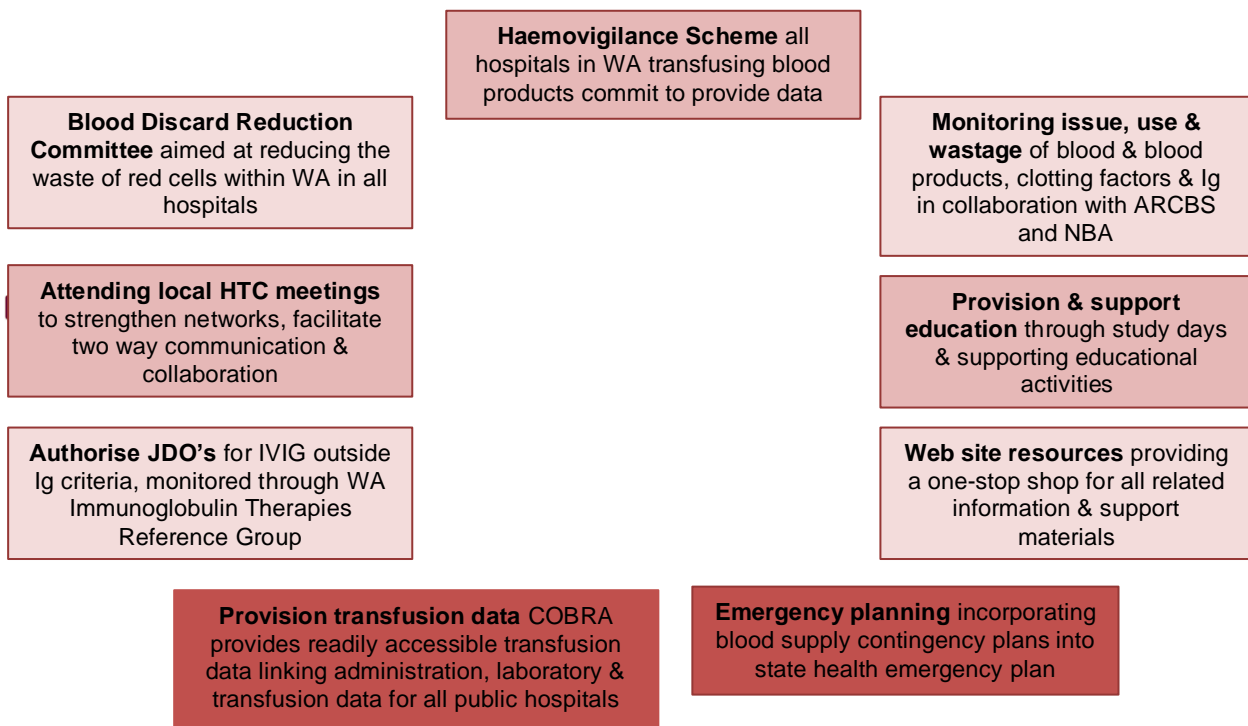 Haemovigilance Scheme all
hospitals in WA transfusing blood
products commit to provide data
Blood Discard Reduction
Committee aimed at reducing the
waste of red cells within WA in all
hospitals
Monitoring issue, use &
wastage of blood & blood
products, clotting factors & Ig
in collaboration with ARCBS
and NBA
Attending local HTC meetings
to strengthen networks, facilitate
two way communication &
collaboration
Provision & support
education through study days
& supporting educational
activities
Authorise JDO's for IVIG outside
Ig criteria, monitored through WA
Immunoglobulin Therapies
Reference Group
Web site resources providing
a one-stop shop for all related
information & support
materials
Provision transfusion data COBRA
provides readily accessible transfusion
data linking administration, laboratory &
transfusion data for all public hospitals
Emergency planning incorporating
blood supply contingency plans into
state health emergency plan